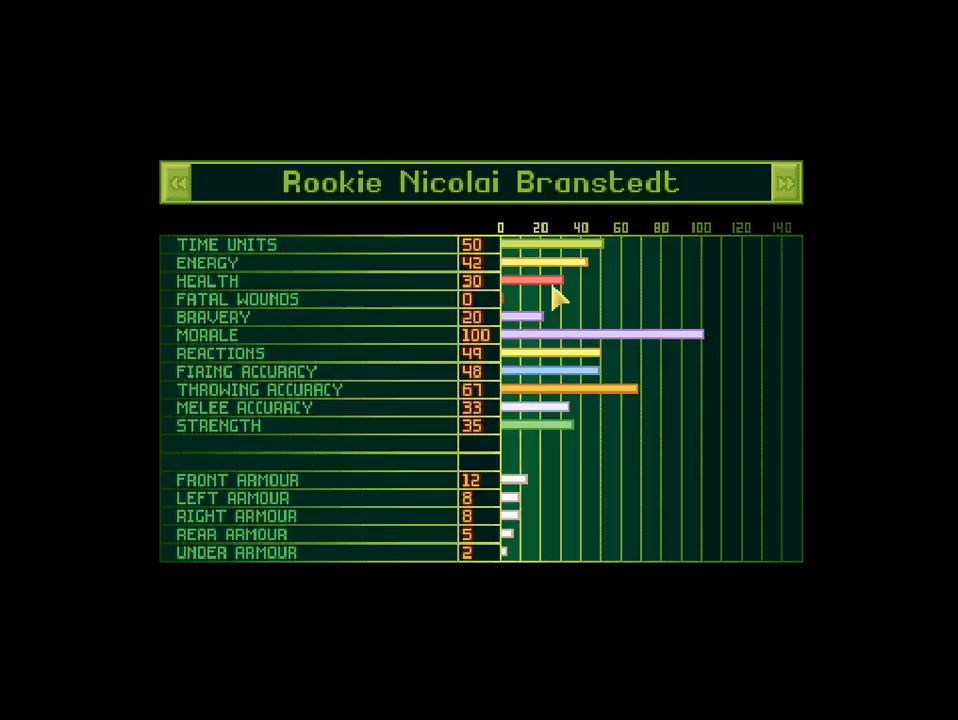 Rookie Nicolai Branstedt
0 20 40 60 80 100 120 140
TIME UNITS 50
ENERGY 42
HEALTH 30
FATAL WOUNDS 0
BRAVERY 20
MORALE 100
REACTIONS 49
FIRING ACCURACY 48
THROWING ACCURACY 67
MELEE ACCURACY 33
STRENGTH 35
FRONT ARMOUR 12
LEFT ARMOUR 8
RIGHT ARMOUR 8
REAR ARMOUR 5
UNDER ARMOUR 2